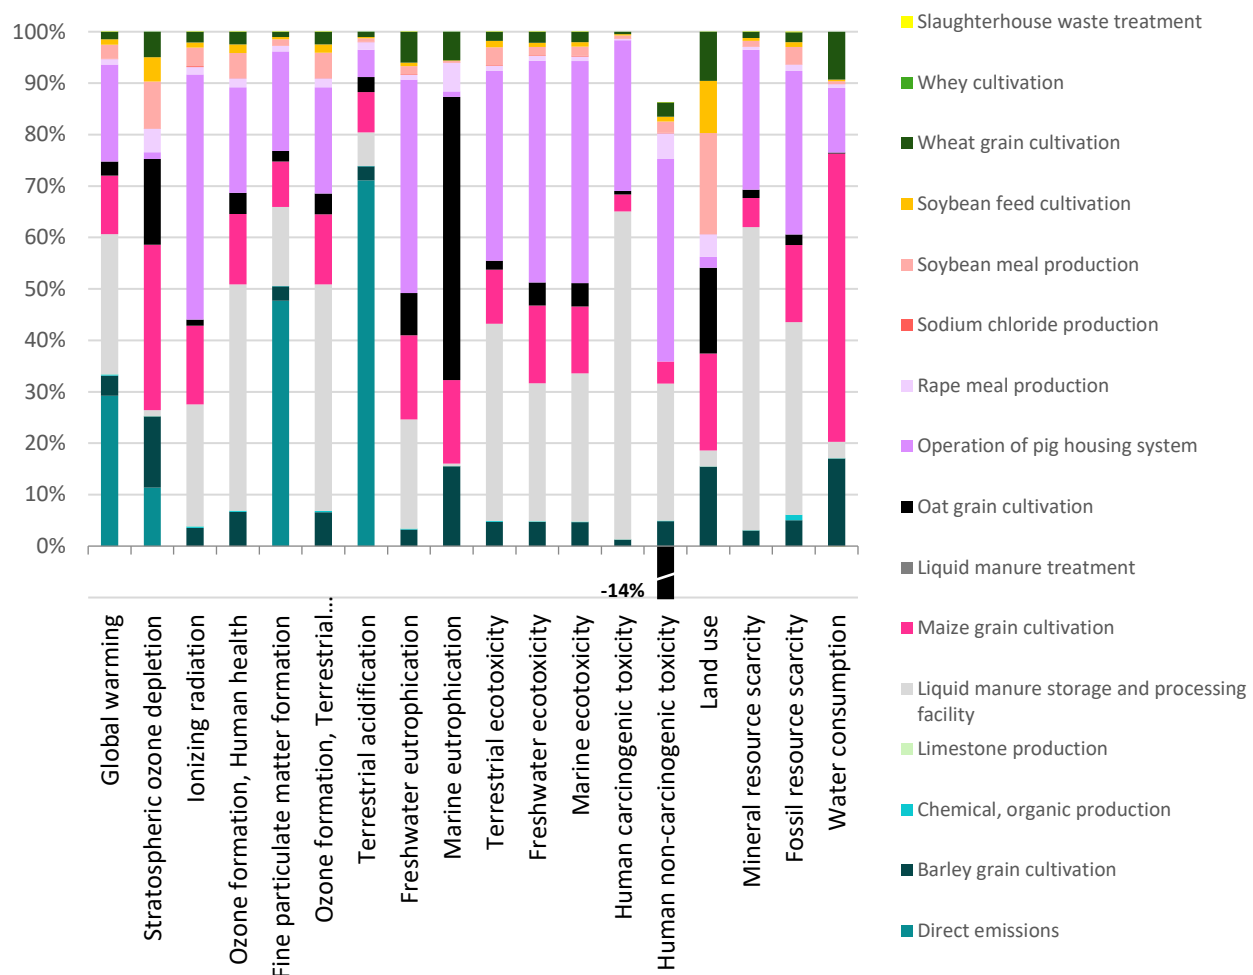 100%
90%
80%
70%
60%
50%
40%
30%
20%
10%
0%
-14%
Global warming
Stratospheric ozone depletion
Ionizing radiation
Ozone formation, Human health
Fine particulate matter formation
Ozone formation, Terrestrial...
Terrestrial acidification
Freshwater eutrophication
Marine eutrophication
Terrestrial ecotoxicity
Freshwater ecotoxicity
Marine ecotoxicity
Human carcinogenic toxicity
Human non-carcinogenic toxicity
Land use
Mineral resource scarcity
Fossil resource scarcity
Water consumption
Slaughterhouse waste treatment
Whey cultivation
Wheat grain cultivation
Soybean feed cultivation
Soybean meal production
Sodium chloride production
Rape meal production
Operation of pig housing system
Oat grain cultivation
Liquid manure treatment
Maize grain cultivation
Liquid manure storage and processing
facility
Limestone production
Chemical, organic production
Barley grain cultivation
Direct emissions